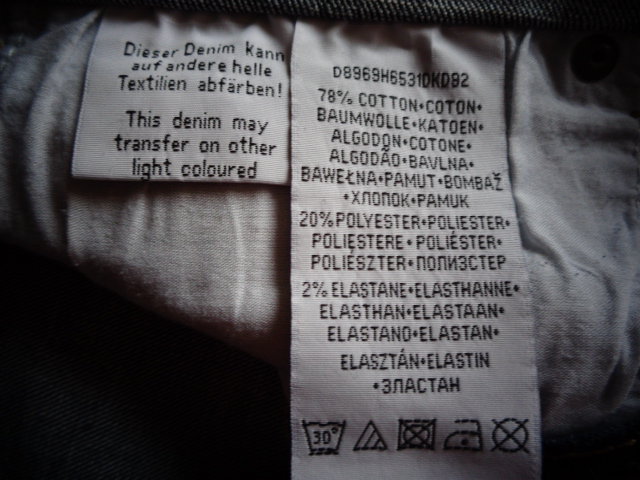 Dieser Denim kann
auf andere helle
Textilien abfärben!
This denim may
transfer on other
light coloured
D8969H65310KD92
78% COTTON•COTON•
BAUMWOLLE•KATOEN•
ALGODON•COTONE•
ALGODÃO•BAVLNA•
BAWEŁNA•PAMUT•BOMBAŽ
•ХЛОПОК•PAMUK
20%POLYESTER•POLIESTER•
POLIESTERE•POLIÉSTER•
POLIÉSZTER•ПОЛИЭСТЕР
2% ELASTANE•ELASTHANNE•
ELASTHAN•ELASTAAN•
ELASTANO•ELASTAN•
ELASZTÁN•ELASTIN
•ЭЛАСТАН
30°